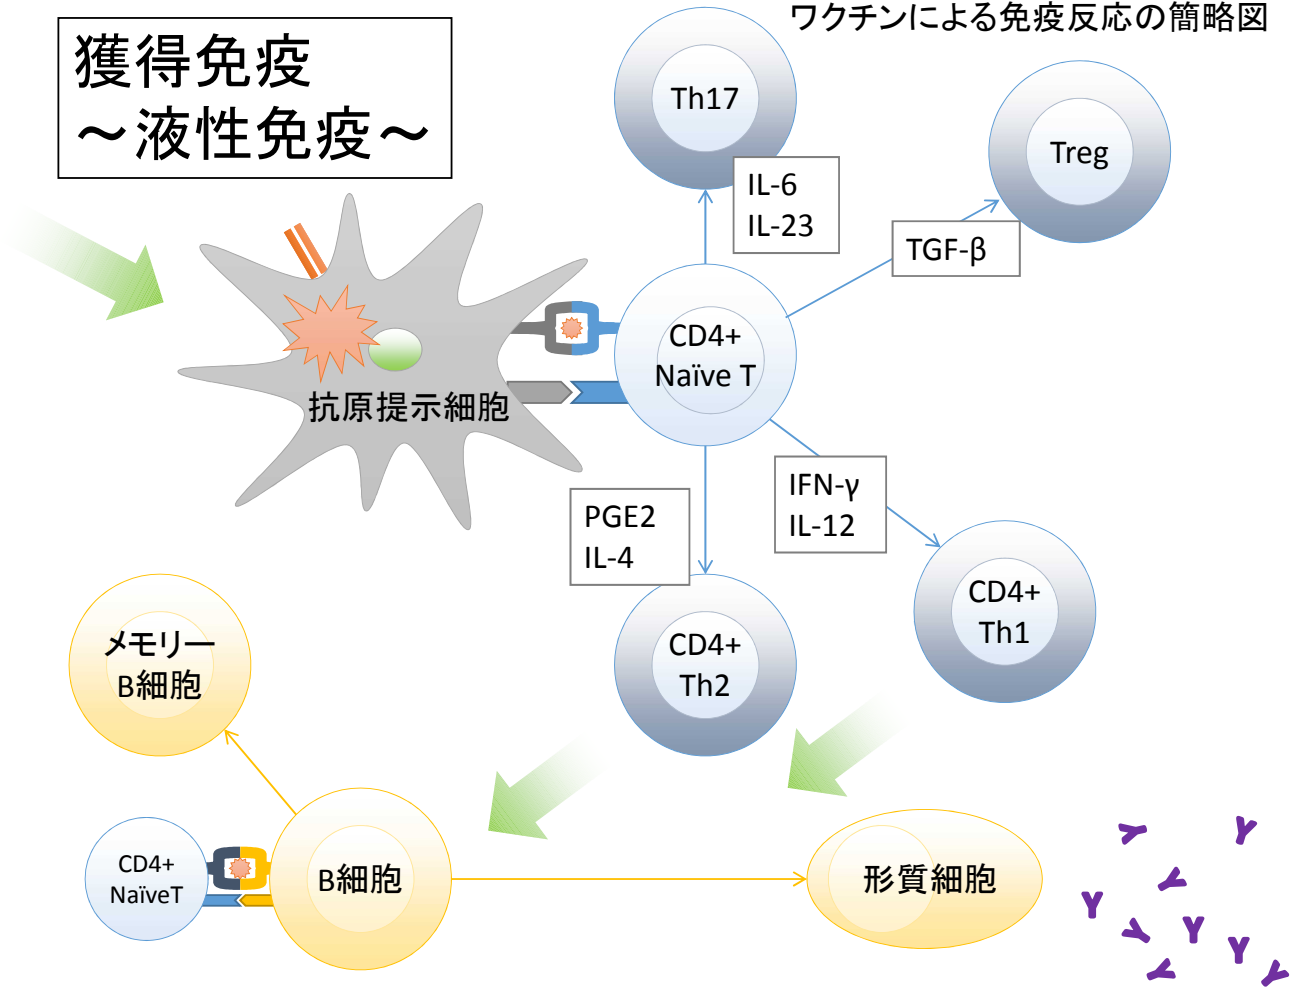 ワクチンによる免疫反応の簡略図
獲得免疫
～液性免疫～
Th17
Treg
IL-6
IL-23
TGF-β
CD4+
Naïve T
抗原提示細胞
IFN-γ
IL-12
PGE2
IL-4
CD4+
Th1
CD4+
Th2
メモリー
B細胞
CD4+
NaïveT
B細胞
形質細胞